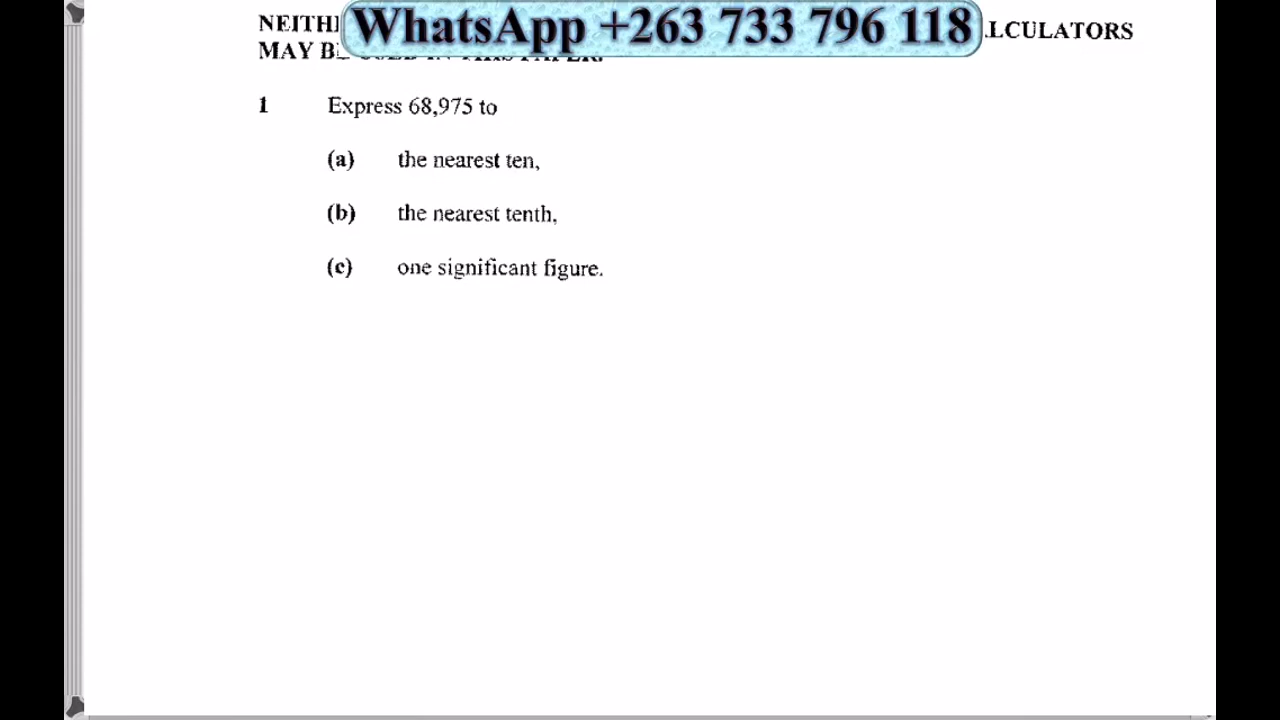 WhatsApp +263 733 796 118
LCULATORS
MAY
1 Express 68,975 to
(a) the nearest ten,
(b) the nearest tenth,
(c) one significant figure.